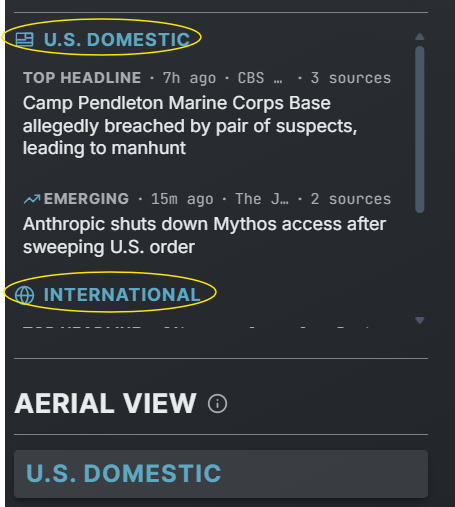 U.S. DOMESTIC
TOP HEADLINE · 7h ago · CBS … · 3 sources
Camp Pendleton Marine Corps Base
allegedly breached by pair of suspects,
leading to manhunt
EMERGING · 15m ago · The J… · 2 sources
Anthropic shuts down Mythos access after
sweeping U.S. order
INTERNATIONAL
AERIAL VIEW
U.S. DOMESTIC